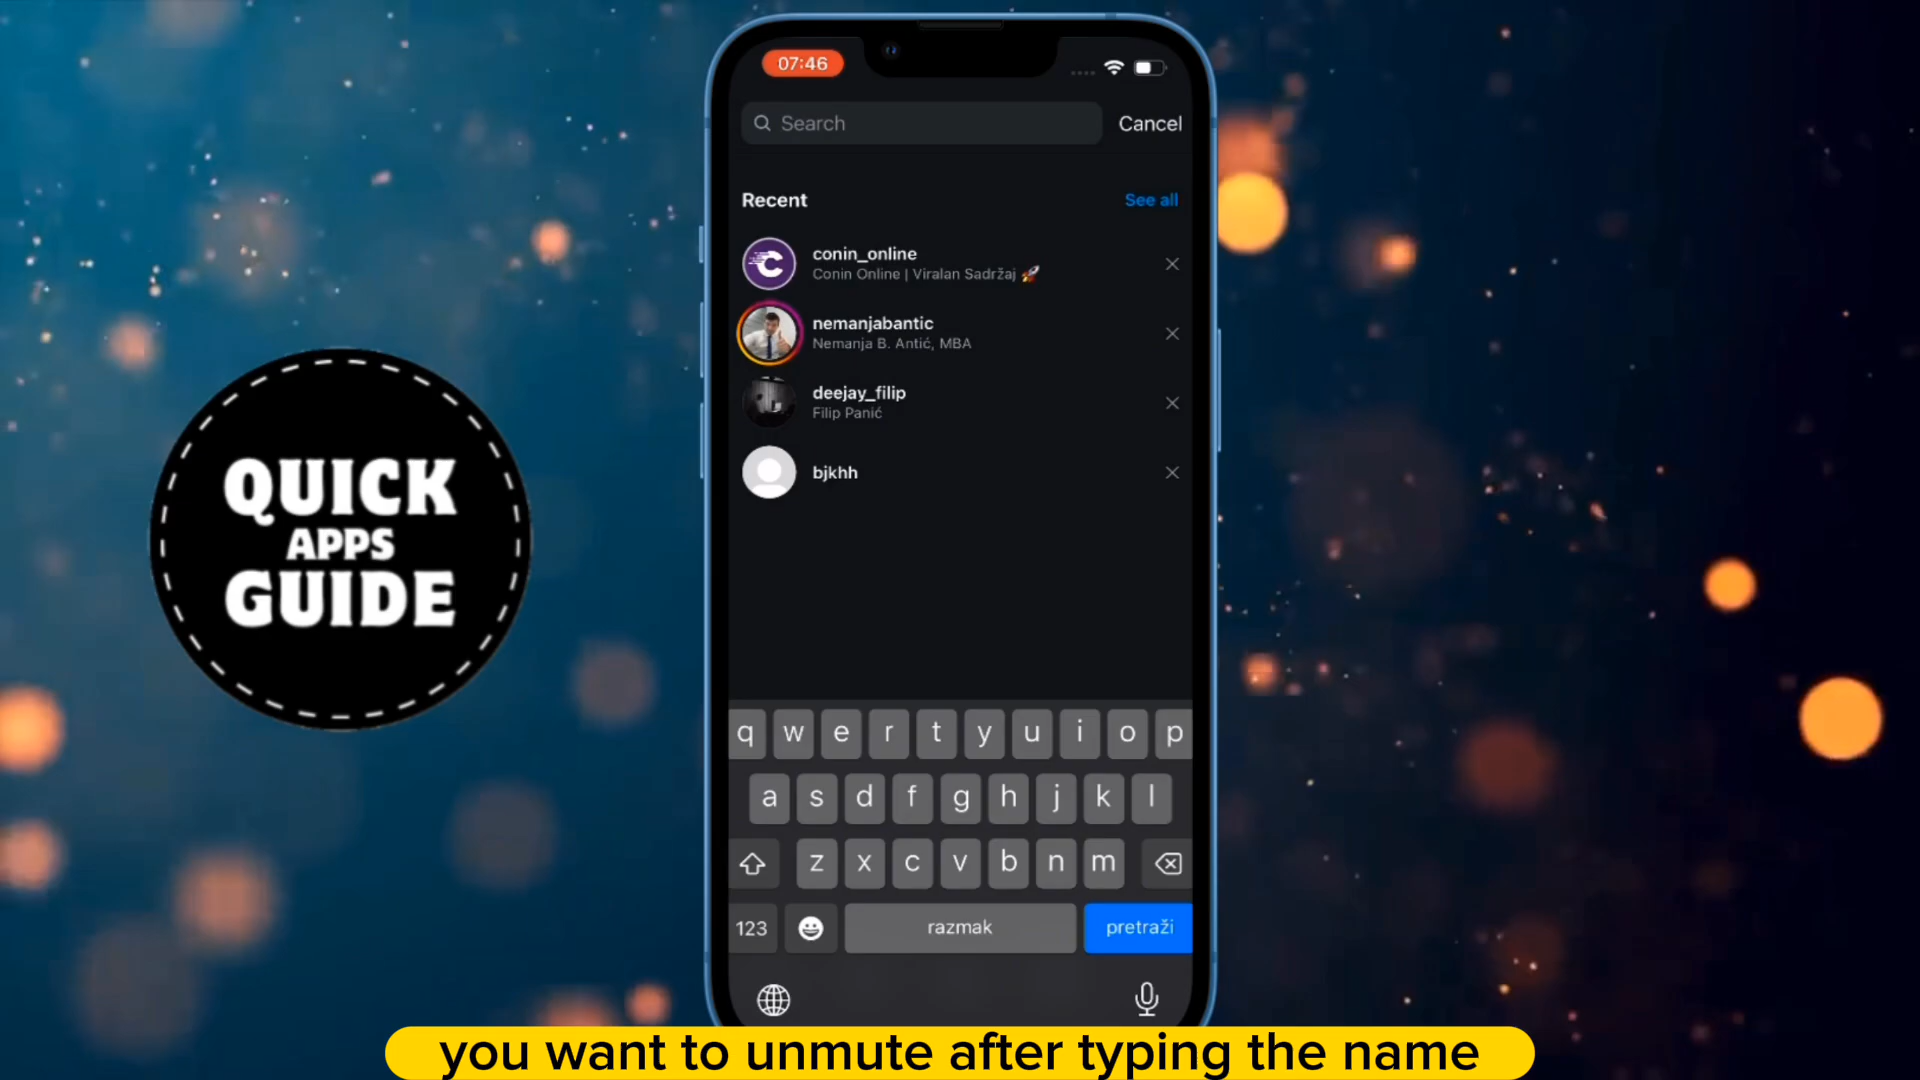 07:46
Search
Cancel
Recent
See all
conin_online
Conin Online | Viralan Sadržaj 🚀
nemanjabantic
Nemanja B. Antić, MBA
deejay_filip
Filip Panić
bjkhh
QUICK
APPS
GUIDE
q w e r t y u i o p
a s d f g h j k l
z x c v b n m
123
razmak
pretraži
you want to unmute after typing the name